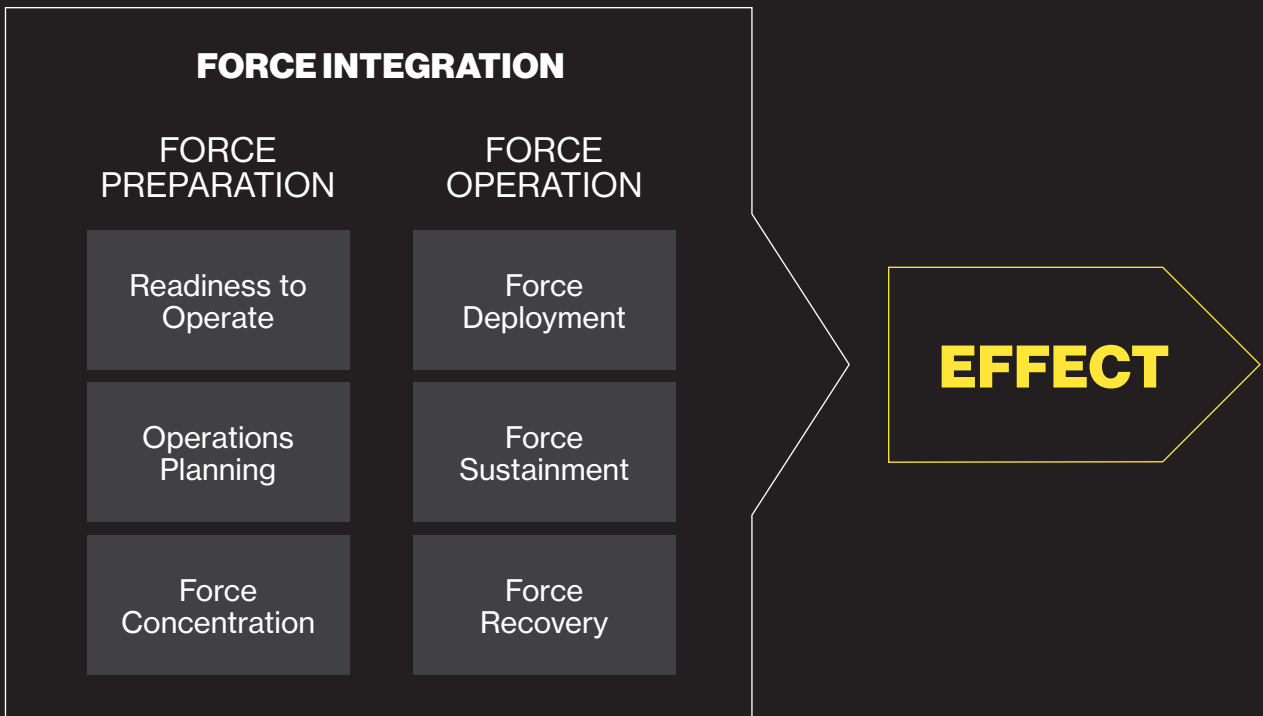 FORCE INTEGRATION
FORCE
PREPARATION
Readiness to
Operate
Operations
Planning
Force
Concentration
FORCE
OPERATION
Force
Deployment
Force
Sustainment
Force
Recovery
EFFECT